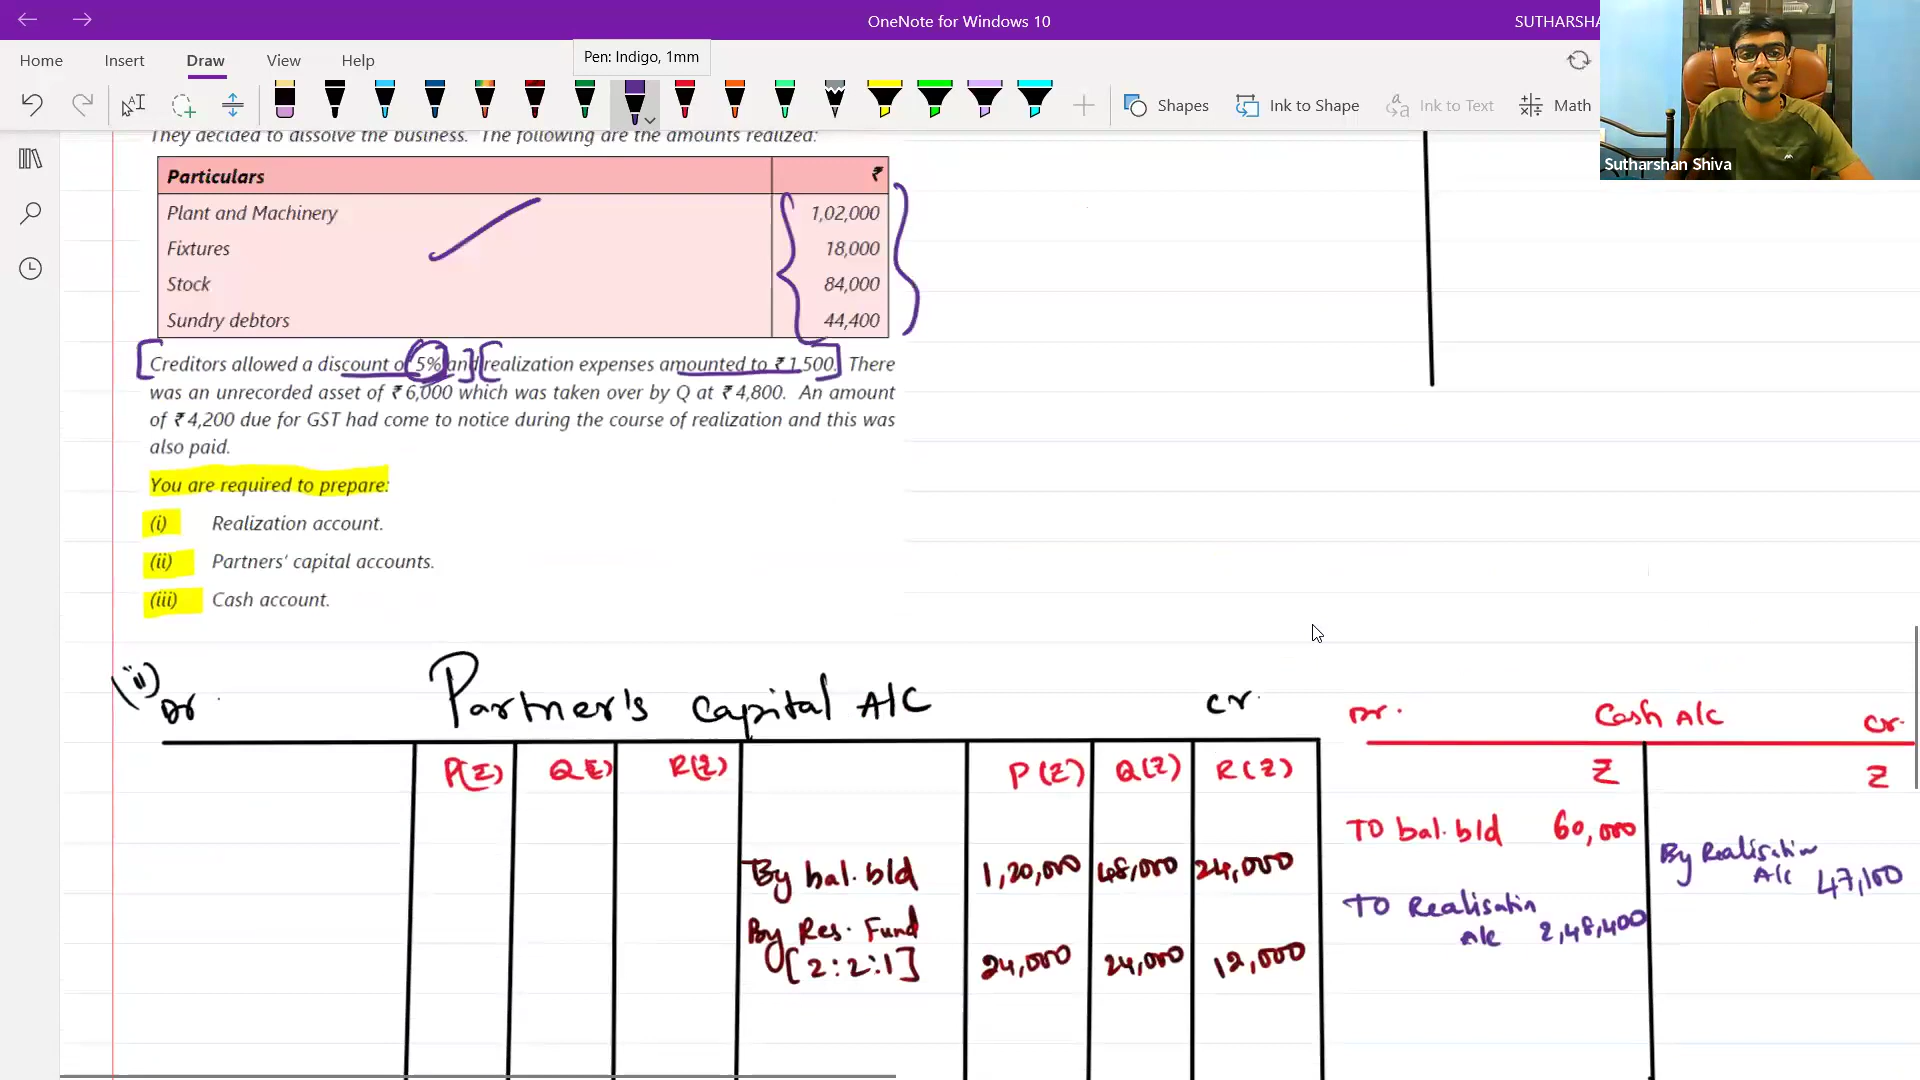 OneNote for Windows 10
SUTHARSHA
Home Insert Draw View Help
Pen: Indigo, 1mm
Shapes Ink to Shape Ink to Text Math
Sutharshan Shiva
They decided to dissolve the business. The following are the amounts realized:
Particulars ₹
Plant and Machinery 1,02,000
Fixtures 18,000
Stock 84,000
Sundry debtors 44,400
Creditors allowed a discount of 5% and realization expenses amounted to ₹ 1,500. There
was an unrecorded asset of ₹ 6,000 which was taken over by Q at ₹ 4,800. An amount
of ₹ 4,200 due for GST had come to notice during the course of realization and this was
also paid.
You are required to prepare:
(i) Realization account.
(ii) Partners' capital accounts.
(iii) Cash account.
(ii) Dr Partner's capital A/C cr.
P(₹) Q(₹) R(₹) P(₹) Q(₹) R(₹)
By bal. b/d 1,20,000 48,000 24,000
By Res. Fund
[2:2:1] 24,000 24,000 12,000
Dr. Cash A/C cr.
₹ ₹
To bal. b/d 60,000
By Realisation
A/c 47,100
To Realisatin
A/c 2,48,400